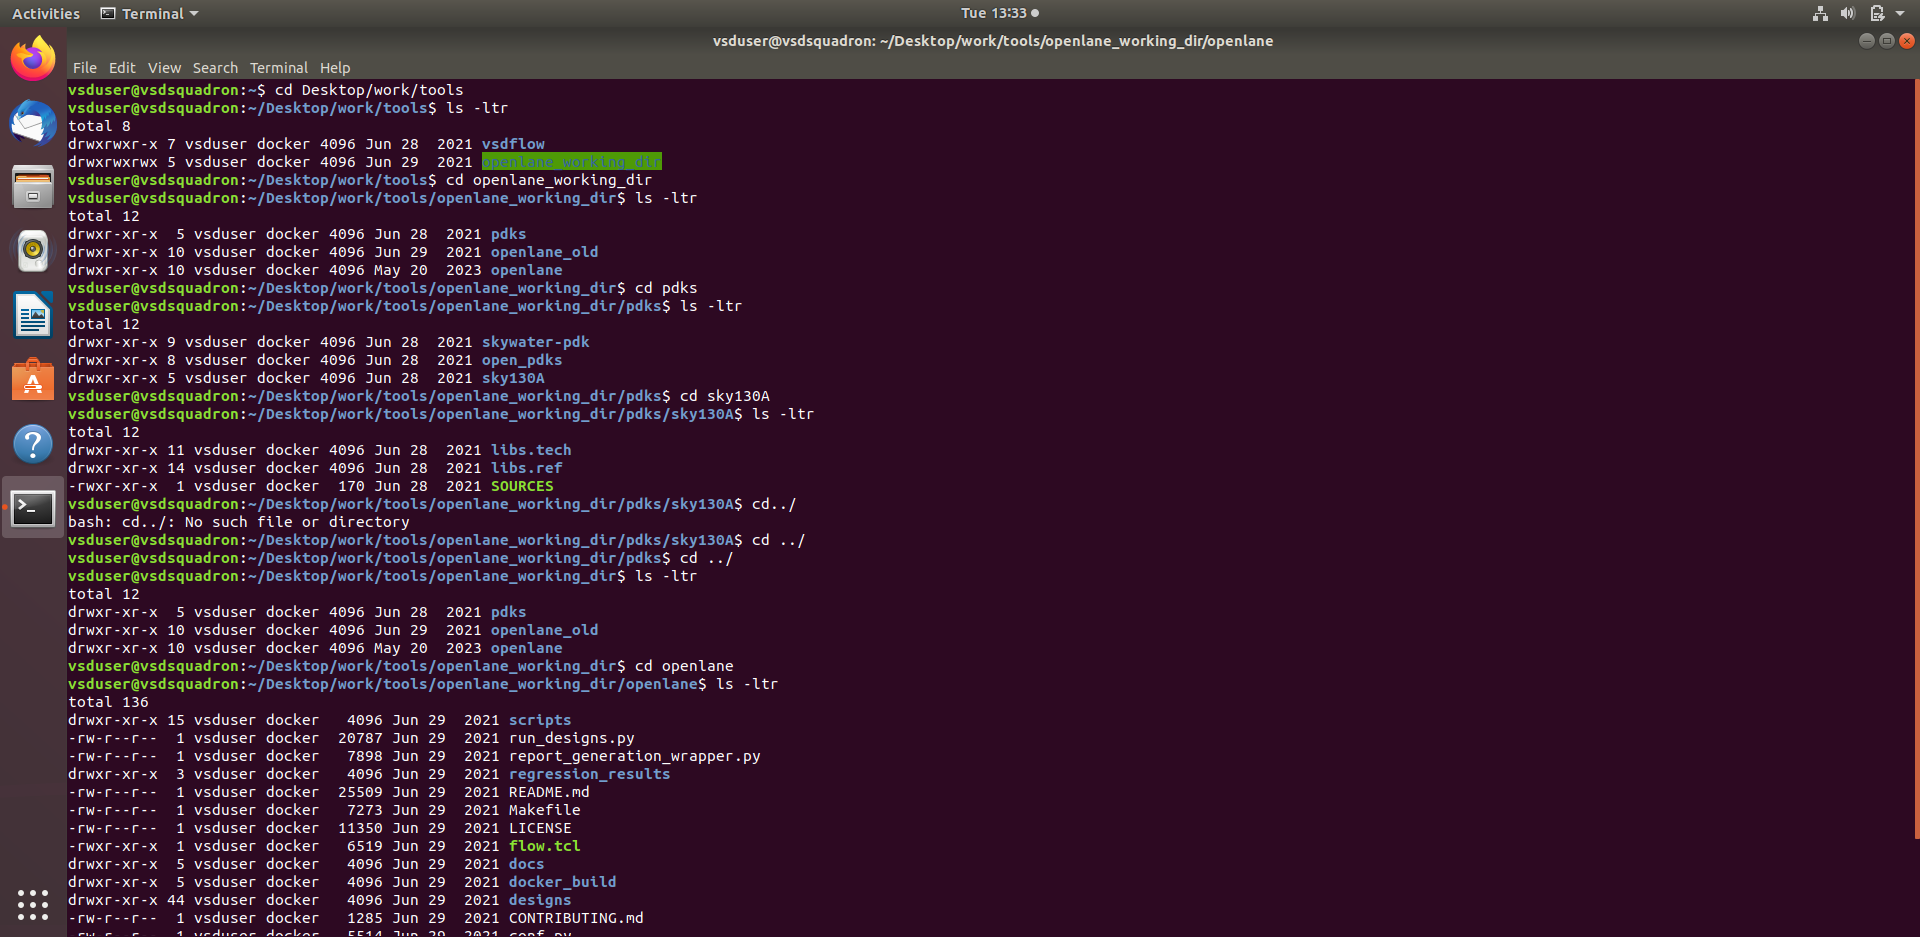 Activities Terminal Tue 13:33
vsduser@vsdsquadron: ~/Desktop/work/tools/openlane_working_dir/openlane
File Edit View Search Terminal Help
vsduser@vsdsquadron:~$ cd Desktop/work/tools
vsduser@vsdsquadron:~/Desktop/work/tools$ ls -ltr
total 8
drwxrwxr-x 7 vsduser docker 4096 Jun 28  2021 vsdflow
drwxrwxrwx 5 vsduser docker 4096 Jun 29  2021 openlane_working_dir
vsduser@vsdsquadron:~/Desktop/work/tools$ cd openlane_working_dir
vsduser@vsdsquadron:~/Desktop/work/tools/openlane_working_dir$ ls -ltr
total 12
drwxr-xr-x  5 vsduser docker 4096 Jun 28  2021 pdks
drwxr-xr-x 10 vsduser docker 4096 Jun 29  2021 openlane_old
drwxr-xr-x 10 vsduser docker 4096 May 20  2023 openlane
vsduser@vsdsquadron:~/Desktop/work/tools/openlane_working_dir$ cd pdks
vsduser@vsdsquadron:~/Desktop/work/tools/openlane_working_dir/pdks$ ls -ltr
total 12
drwxr-xr-x 9 vsduser docker 4096 Jun 28  2021 skywater-pdk
drwxr-xr-x 8 vsduser docker 4096 Jun 28  2021 open_pdks
drwxr-xr-x 5 vsduser docker 4096 Jun 28  2021 sky130A
vsduser@vsdsquadron:~/Desktop/work/tools/openlane_working_dir/pdks$ cd sky130A
vsduser@vsdsquadron:~/Desktop/work/tools/openlane_working_dir/pdks/sky130A$ ls -ltr
total 12
drwxr-xr-x 11 vsduser docker 4096 Jun 28  2021 libs.tech
drwxr-xr-x 14 vsduser docker 4096 Jun 28  2021 libs.ref
-rwxr-xr-x  1 vsduser docker  170 Jun 28  2021 SOURCES
vsduser@vsdsquadron:~/Desktop/work/tools/openlane_working_dir/pdks/sky130A$ cd../
bash: cd../: No such file or directory
vsduser@vsdsquadron:~/Desktop/work/tools/openlane_working_dir/pdks/sky130A$ cd ../
vsduser@vsdsquadron:~/Desktop/work/tools/openlane_working_dir/pdks$ cd ../
vsduser@vsdsquadron:~/Desktop/work/tools/openlane_working_dir$ ls -ltr
total 12
drwxr-xr-x  5 vsduser docker 4096 Jun 28  2021 pdks
drwxr-xr-x 10 vsduser docker 4096 Jun 29  2021 openlane_old
drwxr-xr-x 10 vsduser docker 4096 May 20  2023 openlane
vsduser@vsdsquadron:~/Desktop/work/tools/openlane_working_dir$ cd openlane
vsduser@vsdsquadron:~/Desktop/work/tools/openlane_working_dir/openlane$ ls -ltr
total 136
drwxr-xr-x 15 vsduser docker   4096 Jun 29  2021 scripts
-rw-r--r--  1 vsduser docker  20787 Jun 29  2021 run_designs.py
-rw-r--r--  1 vsduser docker   7898 Jun 29  2021 report_generation_wrapper.py
drwxr-xr-x  3 vsduser docker   4096 Jun 29  2021 regression_results
-rw-r--r--  1 vsduser docker  25509 Jun 29  2021 README.md
-rw-r--r--  1 vsduser docker   7273 Jun 29  2021 Makefile
-rw-r--r--  1 vsduser docker  11350 Jun 29  2021 LICENSE
-rwxr-xr-x  1 vsduser docker   6519 Jun 29  2021 flow.tcl
drwxr-xr-x  5 vsduser docker   4096 Jun 29  2021 docs
drwxr-xr-x  5 vsduser docker   4096 Jun 29  2021 docker_build
drwxr-xr-x 44 vsduser docker   4096 Jun 29  2021 designs
-rw-r--r--  1 vsduser docker   1285 Jun 29  2021 CONTRIBUTING.md
-rw-r--r--  1 vsduser docker   5514 Jun 29  2021 conf.py